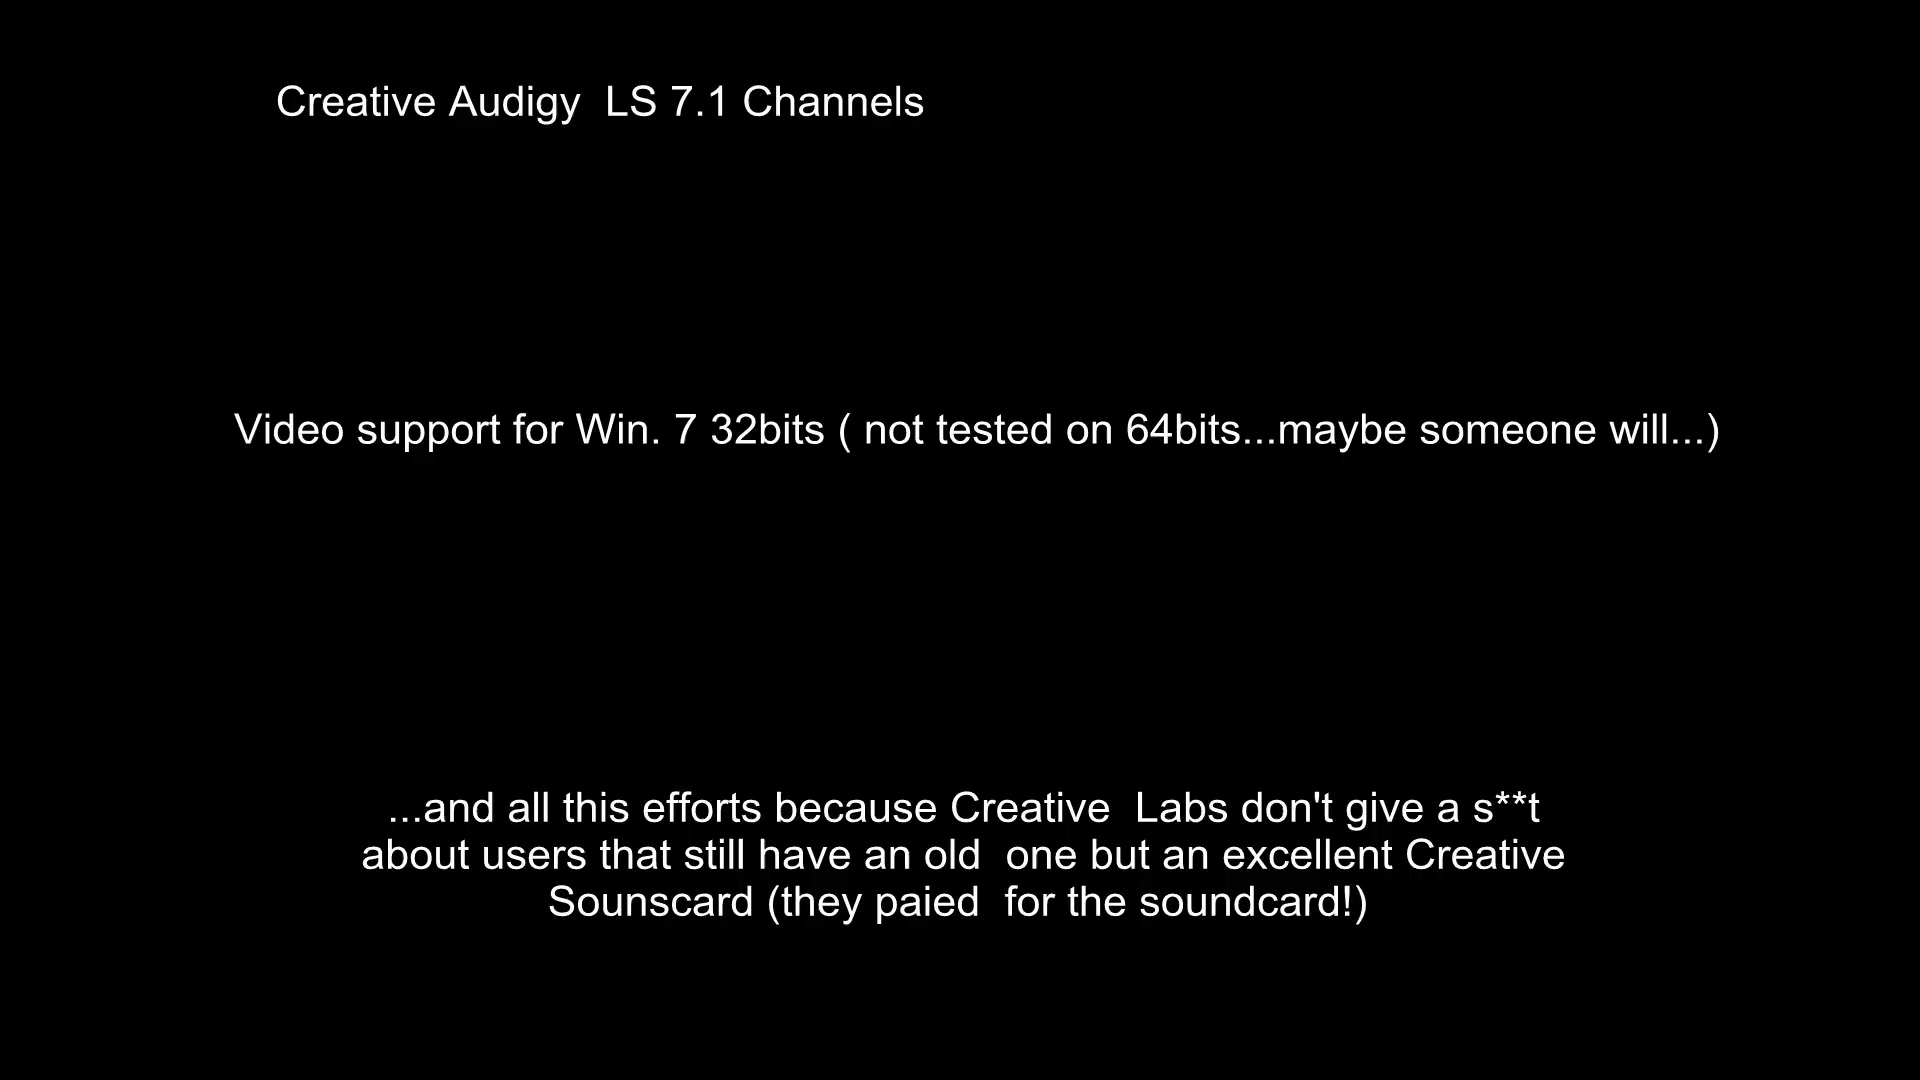 Creative Audigy  LS 7.1 Channels
Video support for Win. 7 32bits ( not tested on 64bits...maybe someone will...)
...and all this efforts because Creative  Labs don't give a s**t
about users that still have an old  one but an excellent Creative
Sounscard (they paied  for the soundcard!)